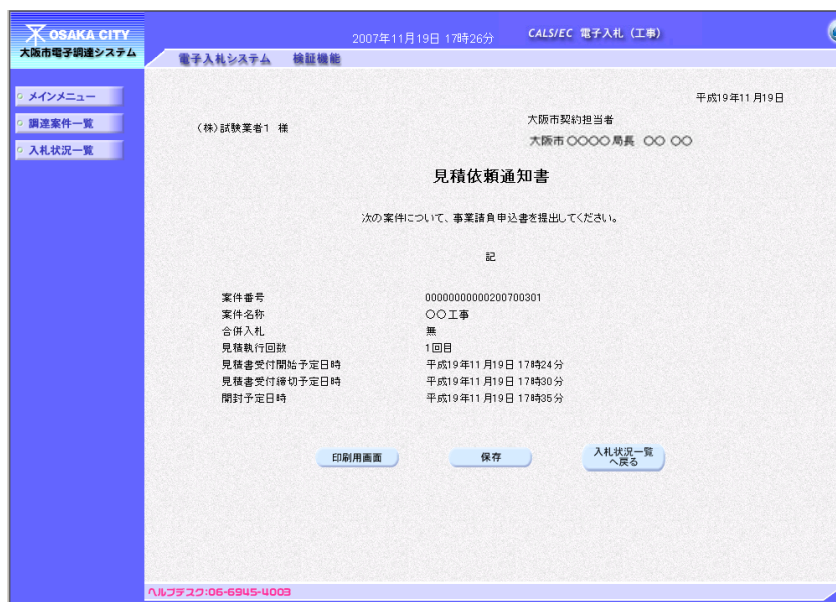 OSAKA CITY
大阪市電子調達システム
2007年11月19日 17時26分
CALS/EC 電子入札（工事）
電子入札システム 検証機能
メインメニュー
調達案件一覧
入札状況一覧
平成19年11月19日
（株）試験業者1 様
大阪市契約担当者
大阪市〇〇〇〇局長 〇〇 〇〇
見積依頼通知書
次の案件について、事業請負申込書を提出してください。
記
案件番号 00000000000200700301
案件名称 〇〇工事
合併入札 無
見積執行回数 1回目
見積書受付開始予定日時 平成19年11月19日 17時24分
見積書受付締切予定日時 平成19年11月19日 17時30分
開封予定日時 平成19年11月19日 17時35分
印刷用画面
保存
入札状況一覧
へ戻る
ヘルプデスク:06-6945-4003